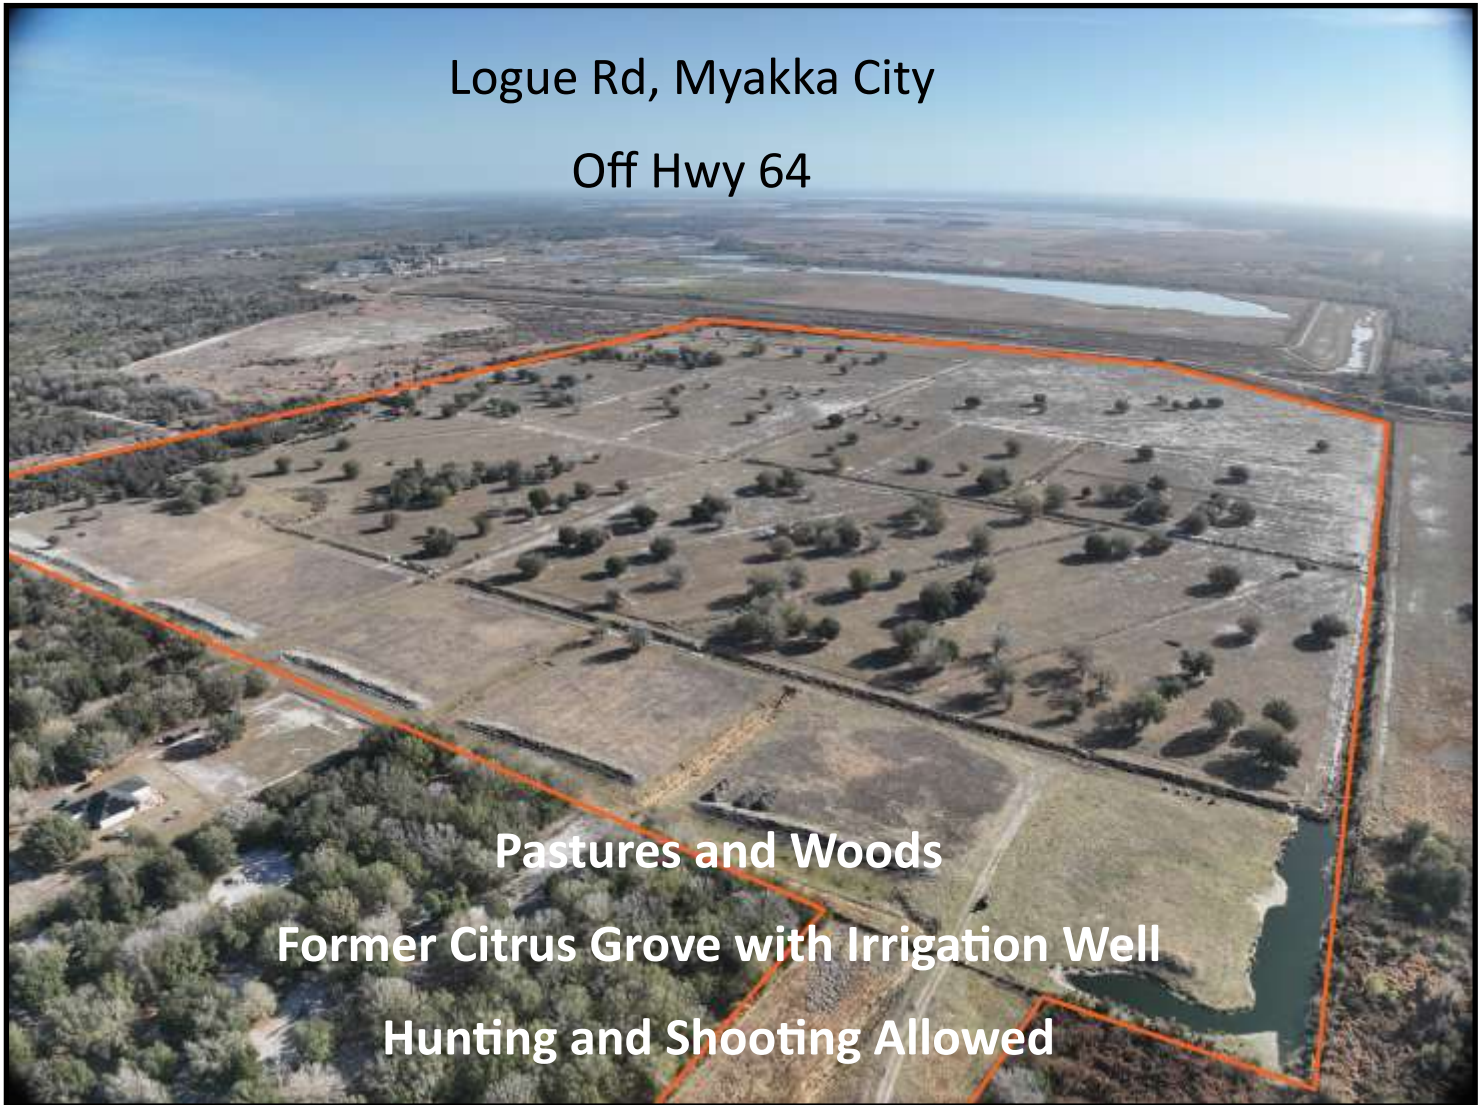 Logue Rd, Myakka City
Off Hwy 64
Pastures and Woods
Former Citrus Grove with Irrigation Well
Hunting and Shooting Allowed